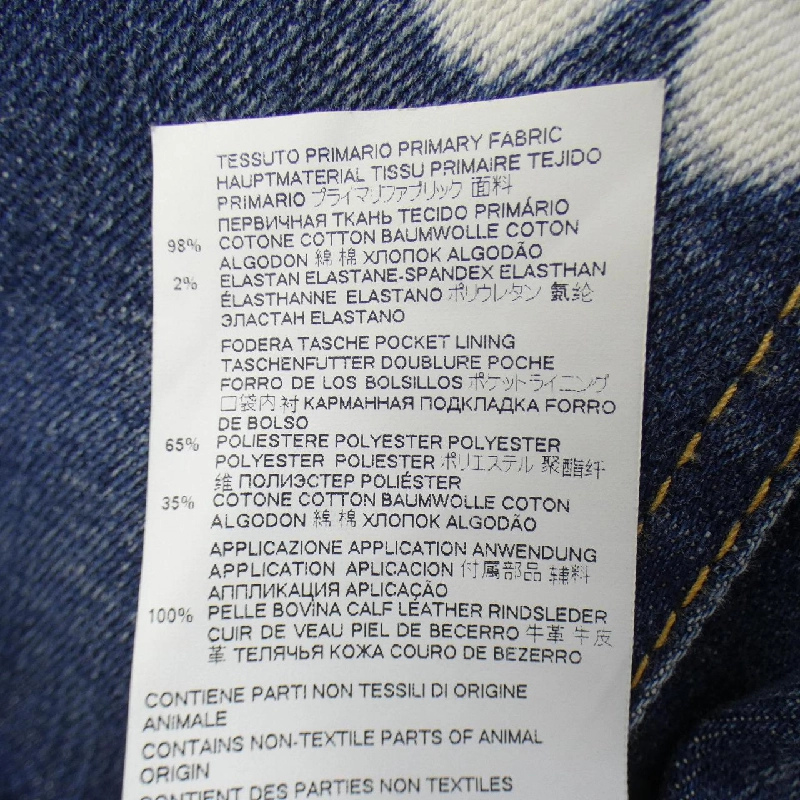 TESSUTO PRIMARIO PRIMARY FABRIC
HAUPTMATERIAL TISSU PRIMAIRE TEJIDO
PRIMARIO プライマリファブリック 面料
ПЕРВИЧНАЯ ТКАНЬ TECIDO PRIMÁRIO
98% COTONE COTTON BAUMWOLLE COTON
ALGODON 綿 棉 ХЛОПОК ALGODÃO
2% ELASTAN ELASTANE-SPANDEX ELASTHAN
ÉLASTHANNE ELASTANO ポリウレタン 氨纶
ЭЛАСТАН ELASTANO
FODERA TASCHE POCKET LINING
TASCHENFUTTER DOUBLURE POCHE
FORRO DE LOS BOLSILLOS ポケットライニング
口袋内衬 КАРМАННАЯ ПОДКЛАДКА FORRO
DE BOLSO
65% POLIESTERE POLYESTER POLYESTER
POLYESTER POLIESTER ポリエステル 聚酯纤
维 ПОЛИЭСТЕР POLIÉSTER
35% COTONE COTTON BAUMWOLLE COTON
ALGODON 綿 棉 ХЛОПОК ALGODÃO
APPLICAZIONE APPLICATION ANWENDUNG
APPLICATION APLICACION 付属部品 辅料
АППЛИКАЦИЯ APLICAÇÃO
100% PELLE BOVINA CALF LEATHER RINDSLEDER
CUIR DE VEAU PIEL DE BECERRO 牛革 牛皮
革 ТЕЛЯЧЬЯ КОЖА COURO DE BEZERRO
CONTIENE PARTI NON TESSILI DI ORIGINE
ANIMALE
CONTAINS NON-TEXTILE PARTS OF ANIMAL
ORIGIN
CONTIENT DES PARTIES NON TEXTILES